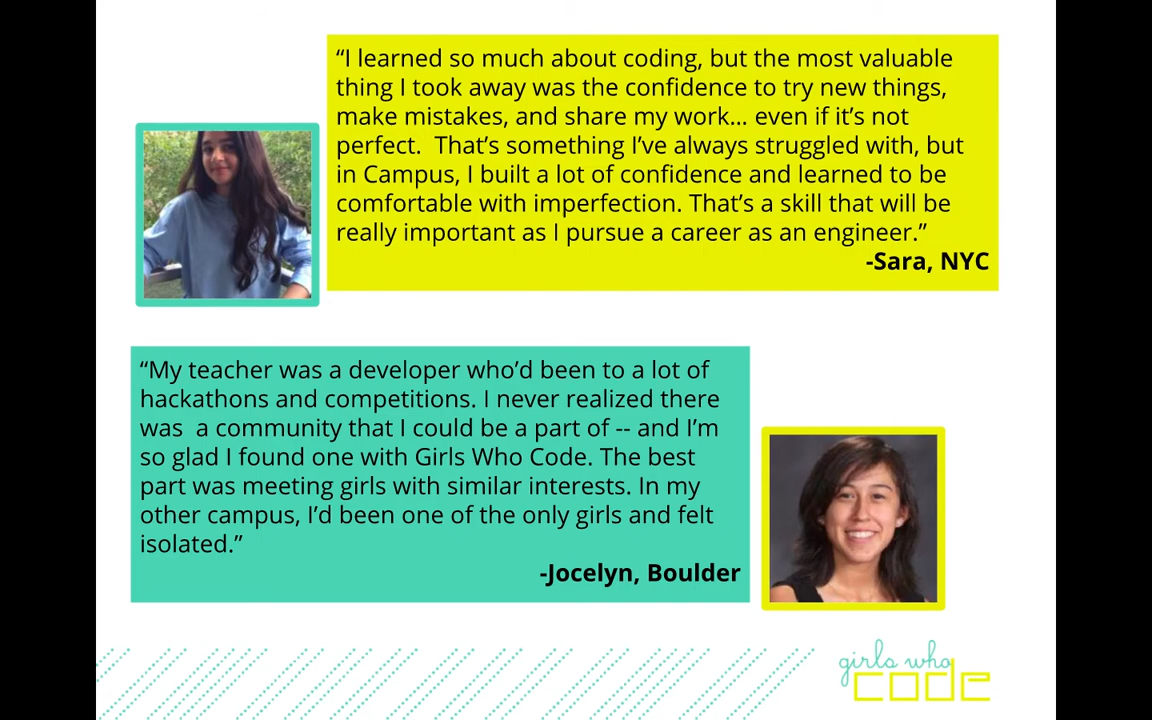 “I learned so much about coding, but the most valuable
thing I took away was the confidence to try new things,
make mistakes, and share my work... even if it’s not
perfect.  That’s something I’ve always struggled with, but
in Campus, I built a lot of confidence and learned to be
comfortable with imperfection. That’s a skill that will be
really important as I pursue a career as an engineer.”
-Sara, NYC
“My teacher was a developer who’d been to a lot of
hackathons and competitions. I never realized there
was  a community that I could be a part of -- and I’m
so glad I found one with Girls Who Code. The best
part was meeting girls with similar interests. In my
other campus, I’d been one of the only girls and felt
isolated.”
-Jocelyn, Boulder
girls who
code